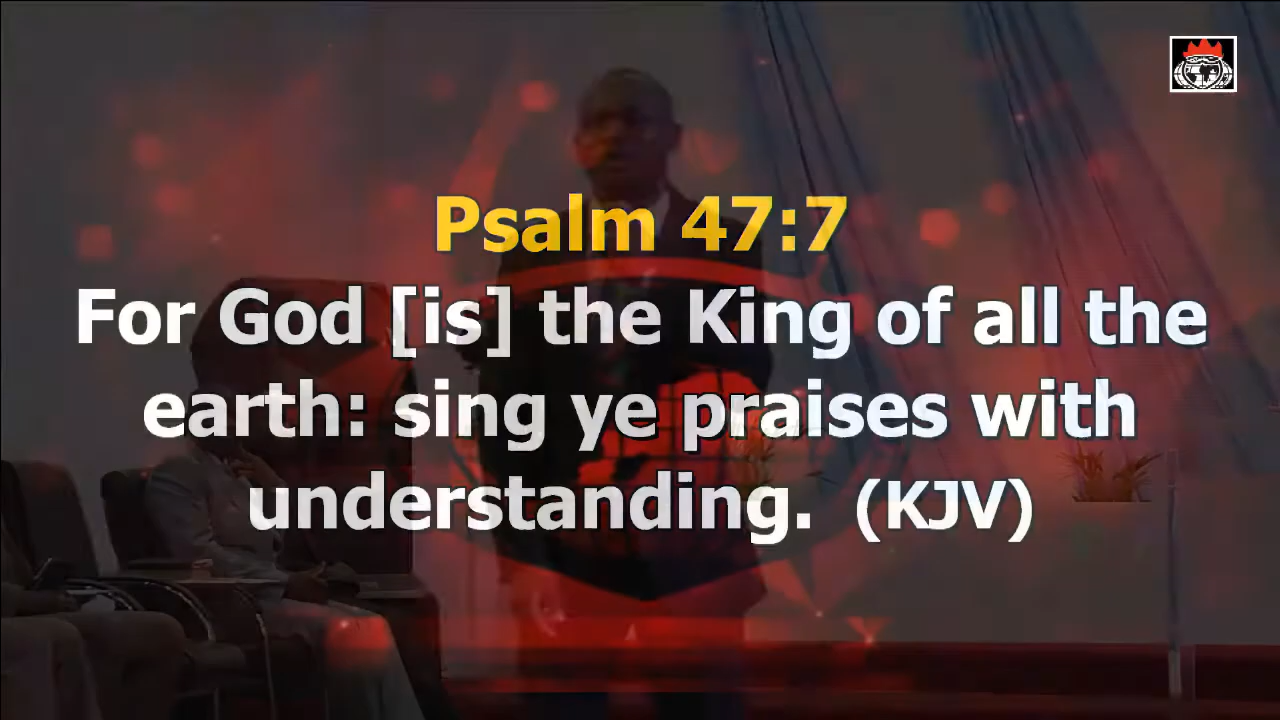 Psalm 47:7
For God [is] the King of all the
earth: sing ye praises with
understanding. (KJV)